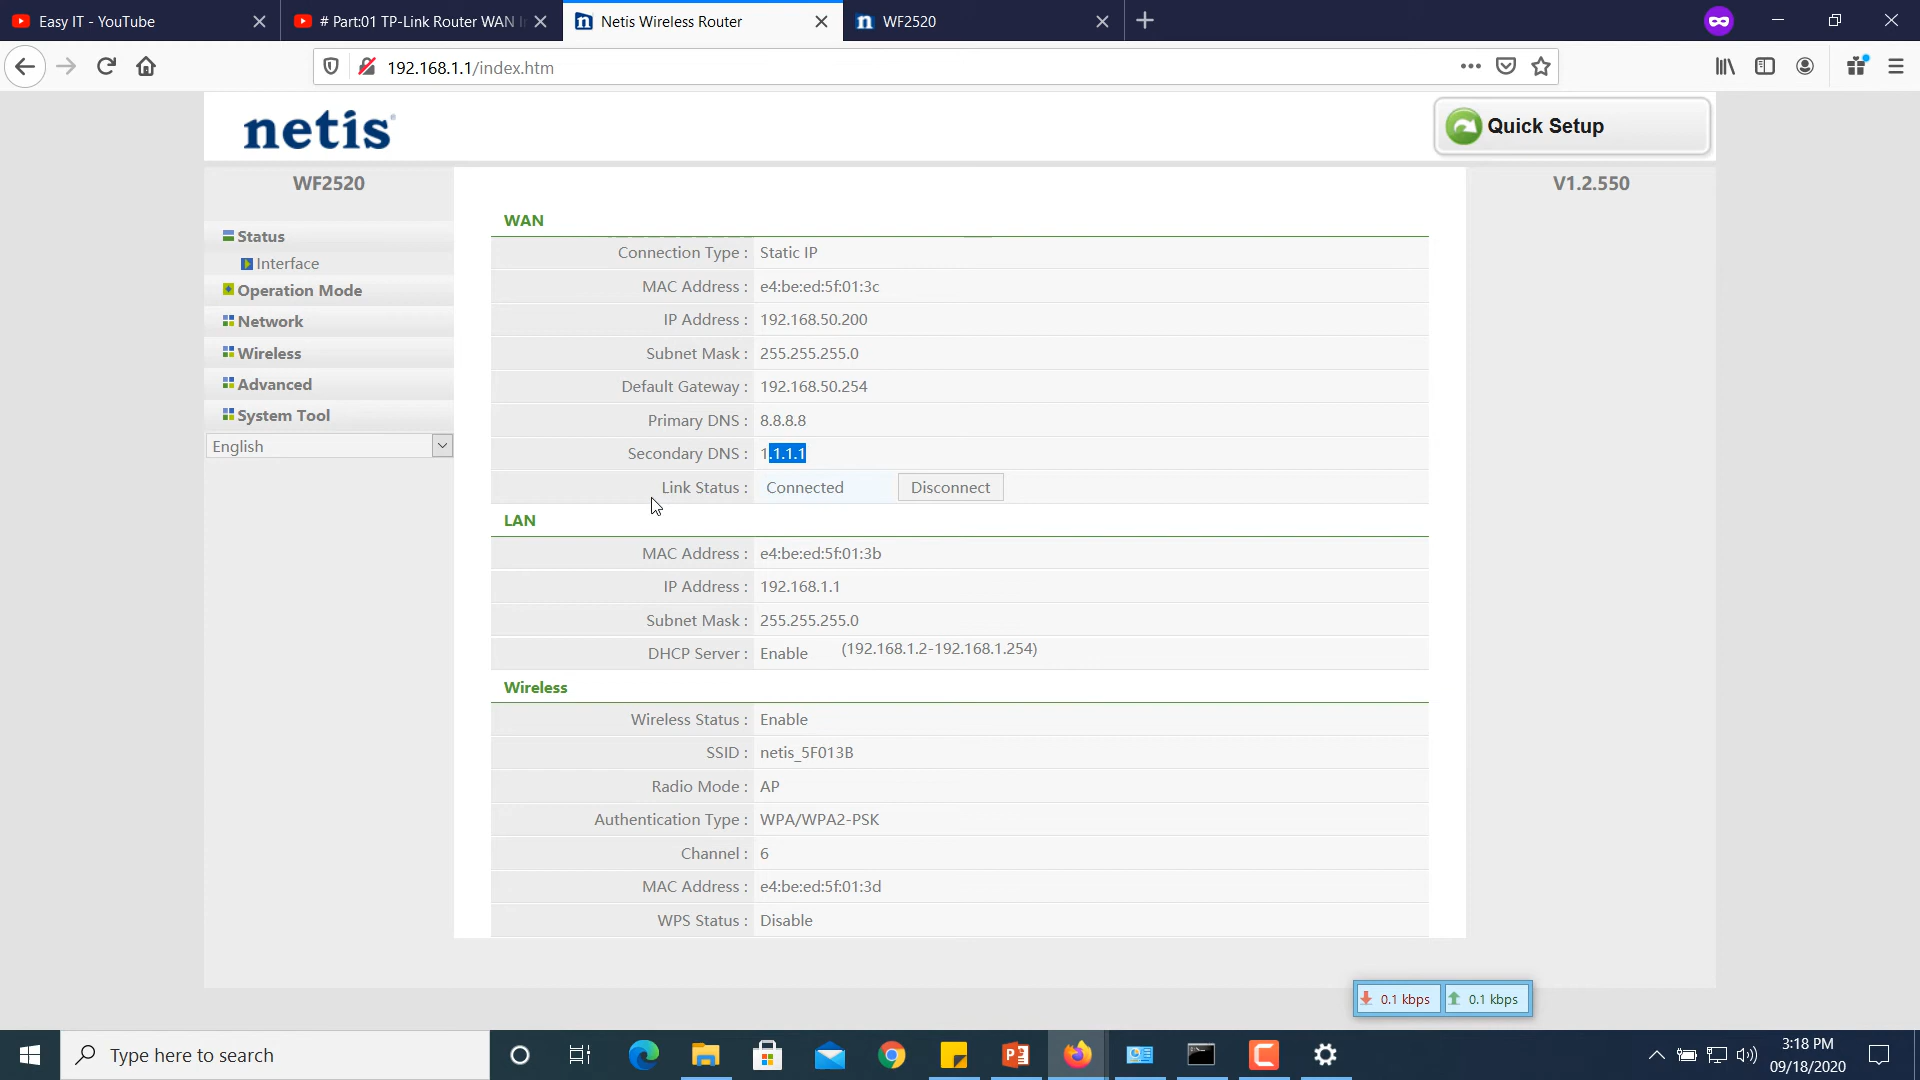 Easy IT - YouTube
# Part:01 TP-Link Router WAN I
Netis Wireless Router
WF2520
192.168.1.1/index.htm
netis
Quick Setup
WF2520
V1.2.550
Status
Interface
Operation Mode
Network
Wireless
Advanced
System Tool
English
WAN
Connection Type : Static IP
MAC Address : e4:be:ed:5f:01:3c
IP Address : 192.168.50.200
Subnet Mask : 255.255.255.0
Default Gateway : 192.168.50.254
Primary DNS : 8.8.8.8
Secondary DNS : 1.1.1.1
Link Status : Connected Disconnect
LAN
MAC Address : e4:be:ed:5f:01:3b
IP Address : 192.168.1.1
Subnet Mask : 255.255.255.0
DHCP Server : Enable (192.168.1.2-192.168.1.254)
Wireless
Wireless Status : Enable
SSID : netis_5F013B
Radio Mode : AP
Authentication Type : WPA/WPA2-PSK
Channel : 6
MAC Address : e4:be:ed:5f:01:3d
WPS Status : Disable
0.1 kbps 0.1 kbps
Type here to search
3:18 PM
09/18/2020